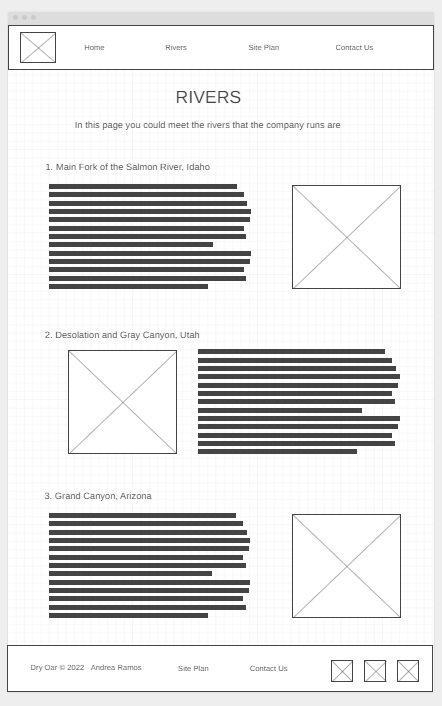 Home Rivers Site Plan Contact Us
RIVERS
In this page you could meet the rivers that the company runs are
1. Main Fork of the Salmon River, Idaho
2. Desolation and Gray Canyon, Utah
3. Grand Canyon, Arizona
Dry Oar © 2022 · Andrea Ramos Site Plan Contact Us